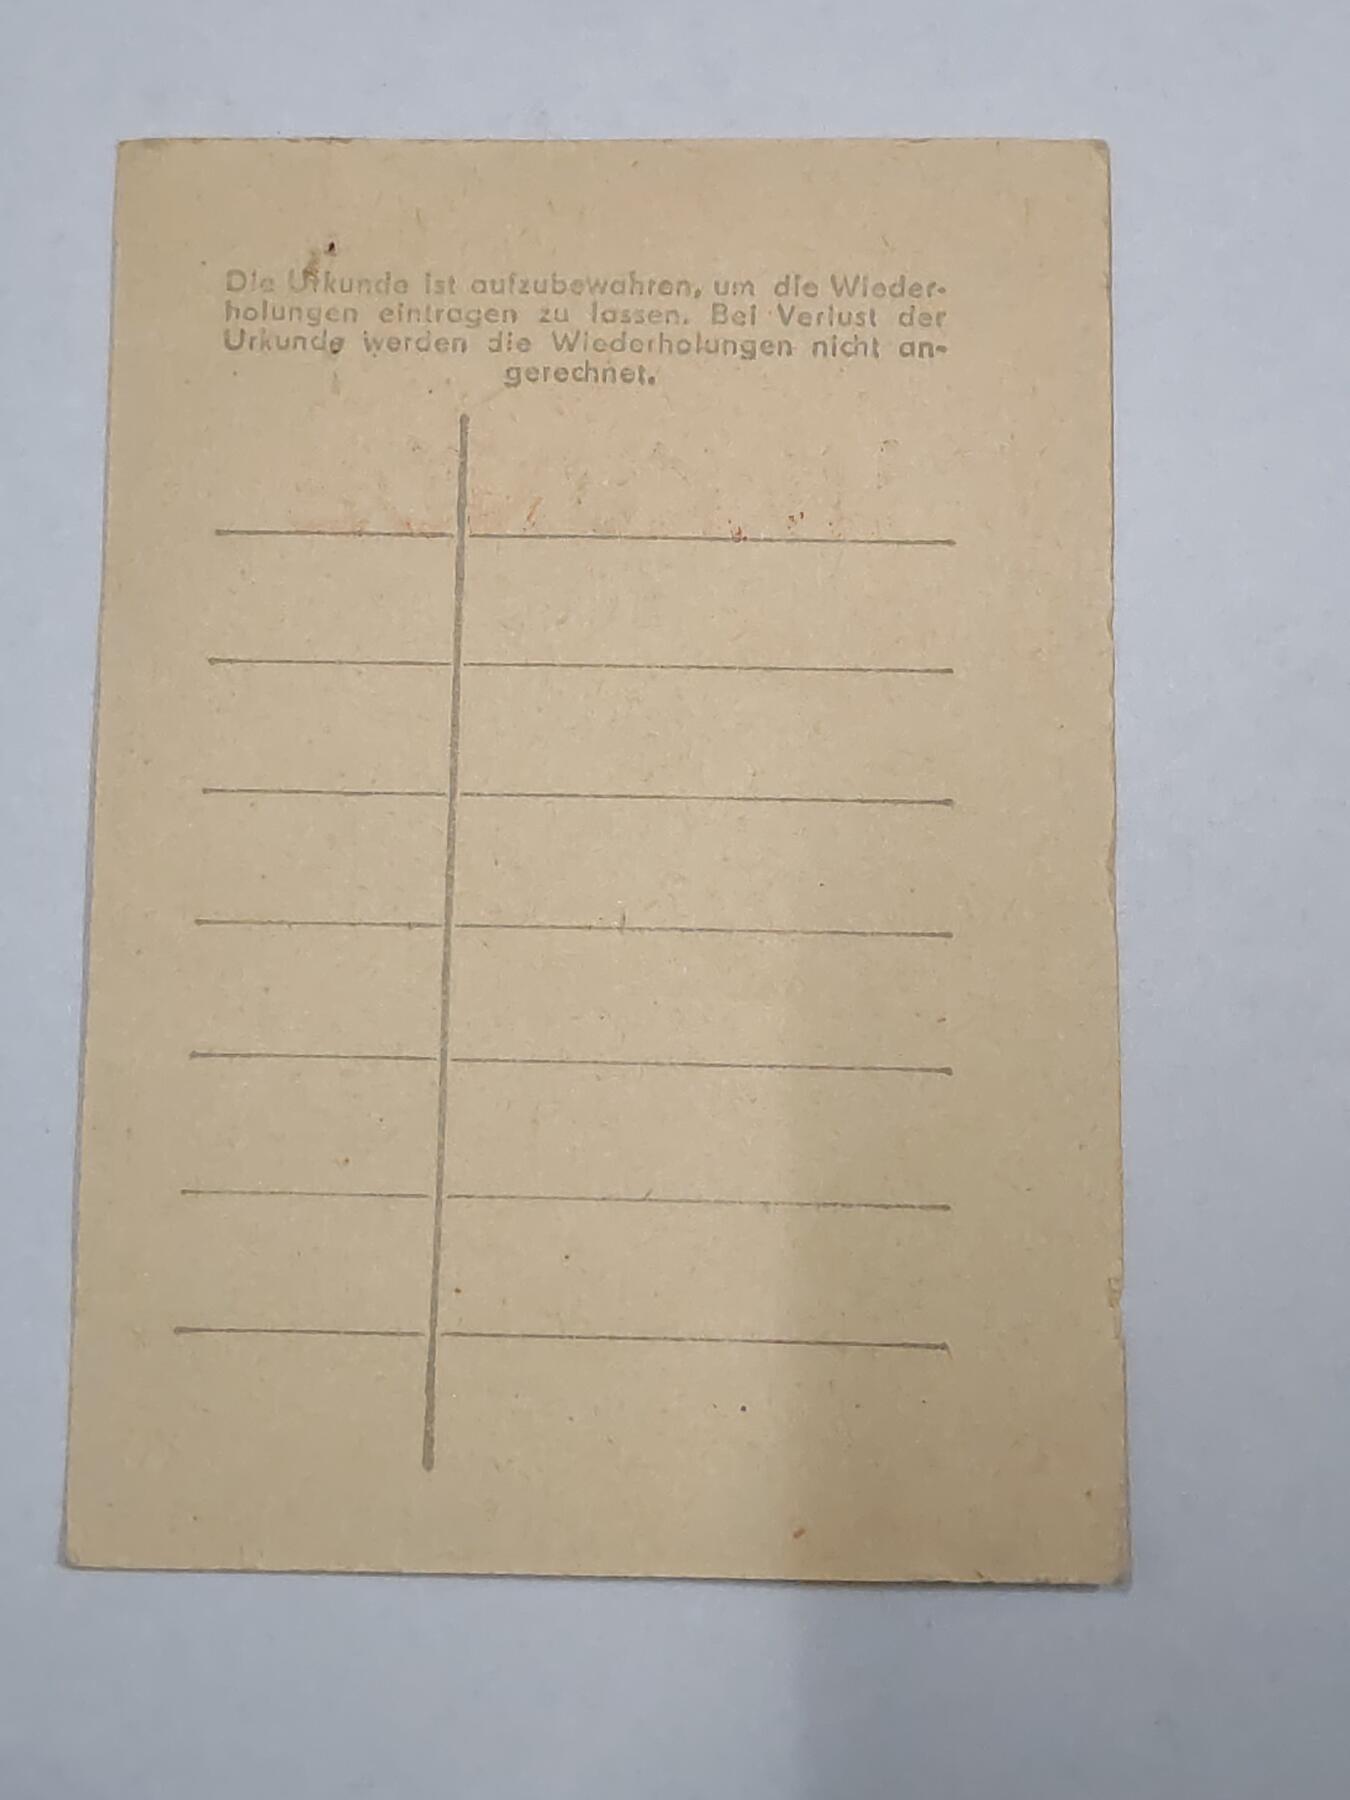 Die Urkunde ist aufzubewahren, um die Wieder-
holungen eintragen zu lassen. Bei Verlust der
Urkunde werden die Wiederholungen nicht an-
gerechnet.